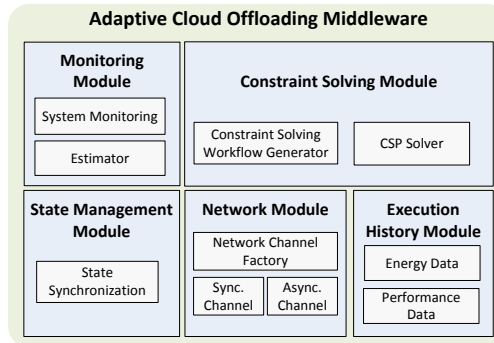 Adaptive Cloud Offloading Middleware
Monitoring
Module
System Monitoring
Estimator
Constraint Solving Module
Constraint Solving
Workflow Generator
CSP Solver
State Management
Module
State
Synchronization
Network Module
Network Channel
Factory
Sync.
Channel
Async.
Channel
Execution
History Module
Energy Data
Performance
Data